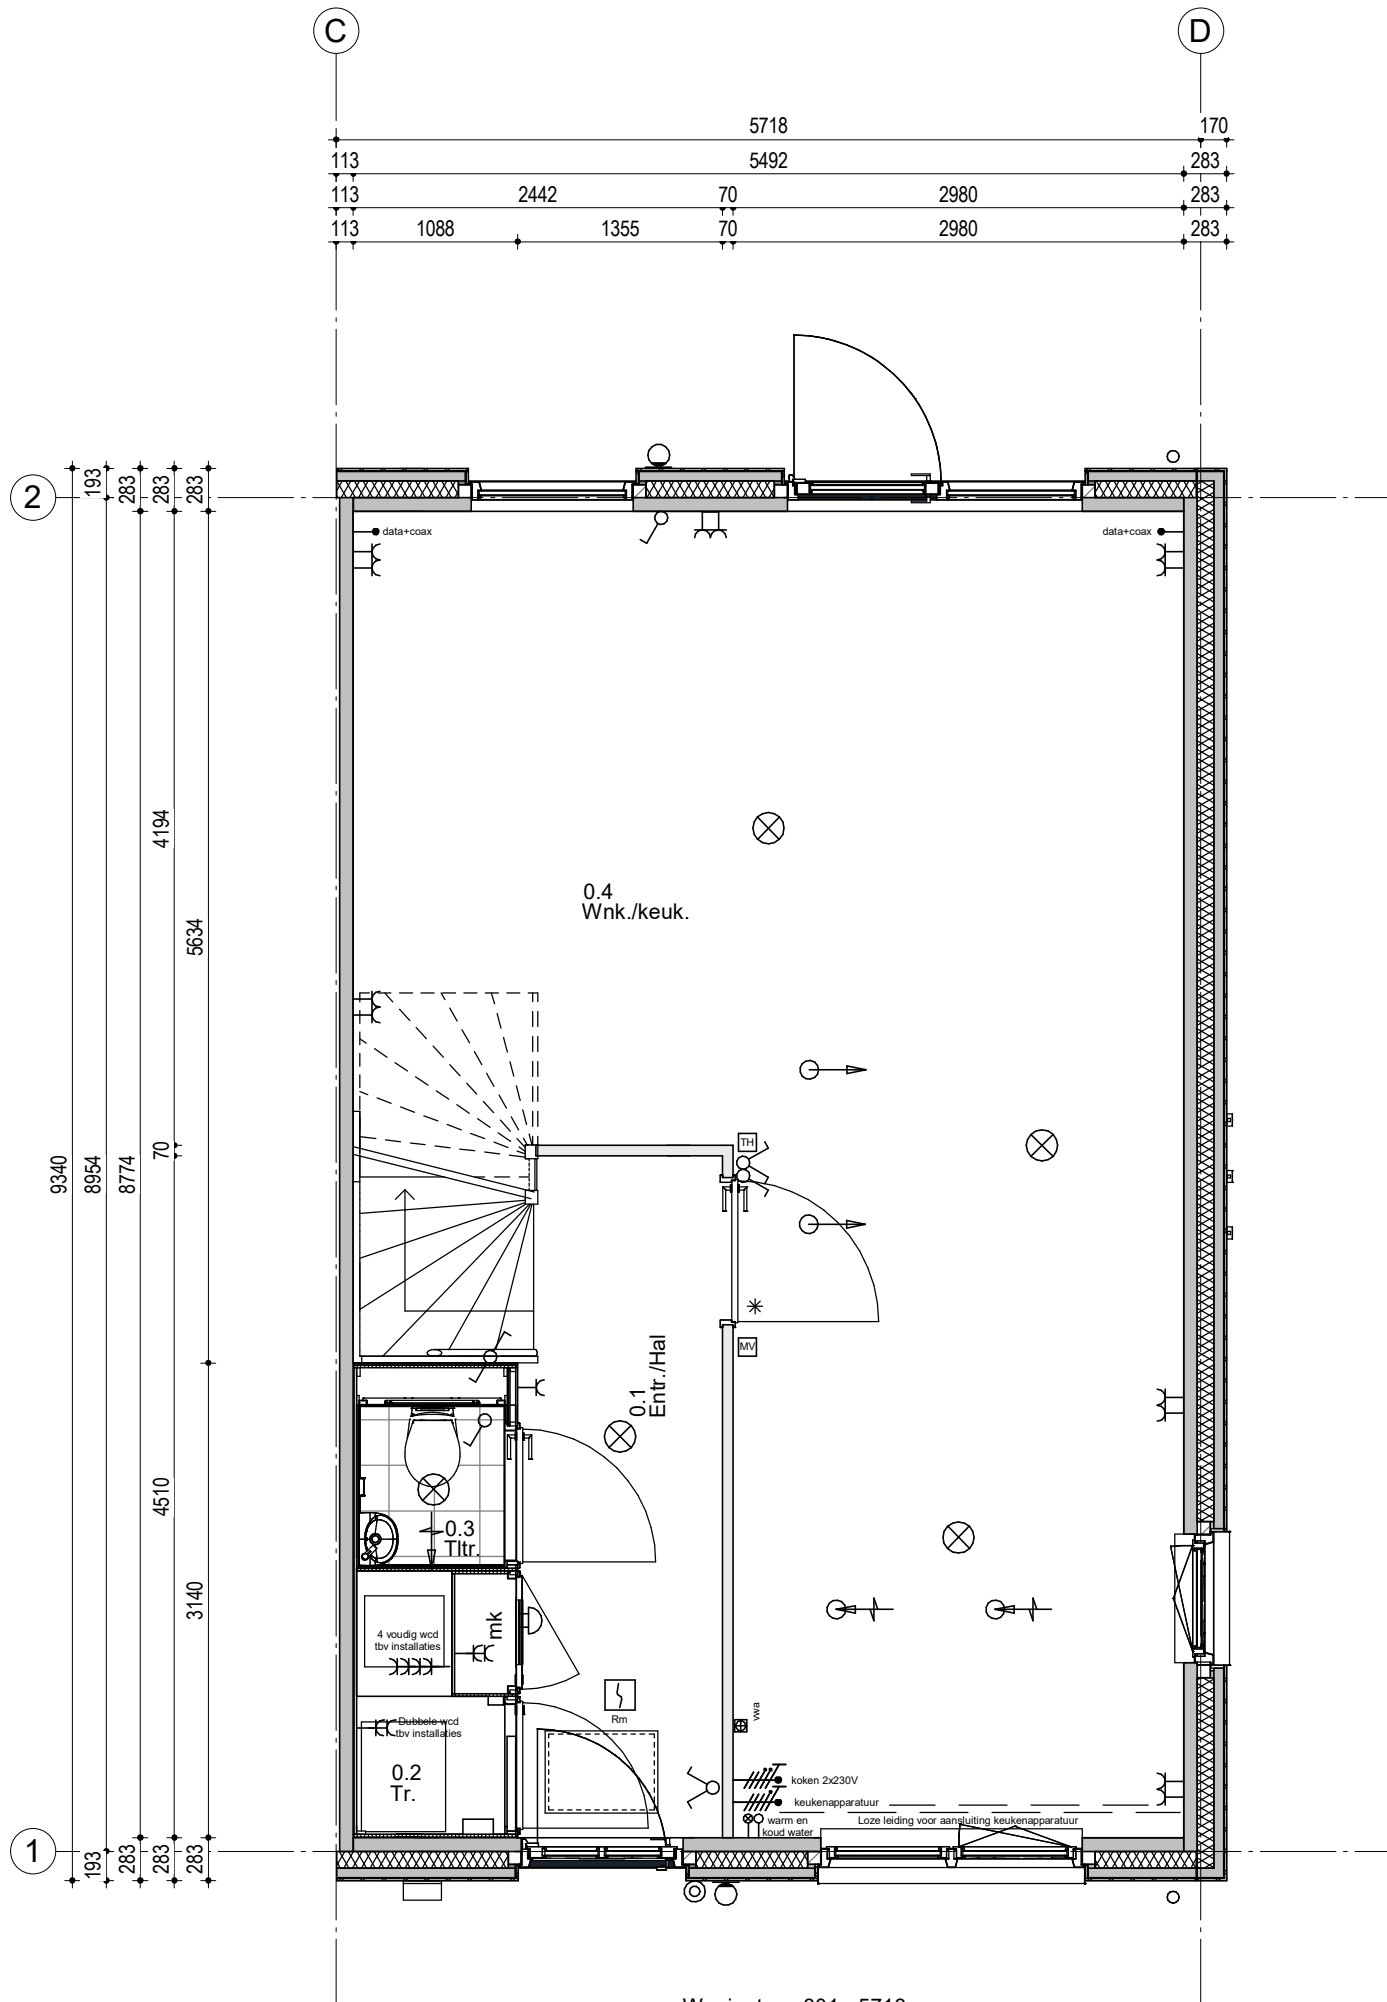 C
D
5718
170
113
5492
283
113
2442
70
2980
283
113
1088
1355
70
2980
283
2
193
283
283
283
data+coax
data+coax
4194
5634
0.4
Wnk./keuk.
70
9340
8954
8774
TH
MV
0.1
Entr./Hal
4510
3140
0.3
Tltr.
mk
4 voudig wcd
tbv installaties
Rm
vwa
Dubbele wcd
tbv installaties
0.2
Tr.
koken 2x230V
keukenapparatuur
warm en
koud water
Loze leiding voor aansluiting keukenapparatuur
1
193
283
283
283